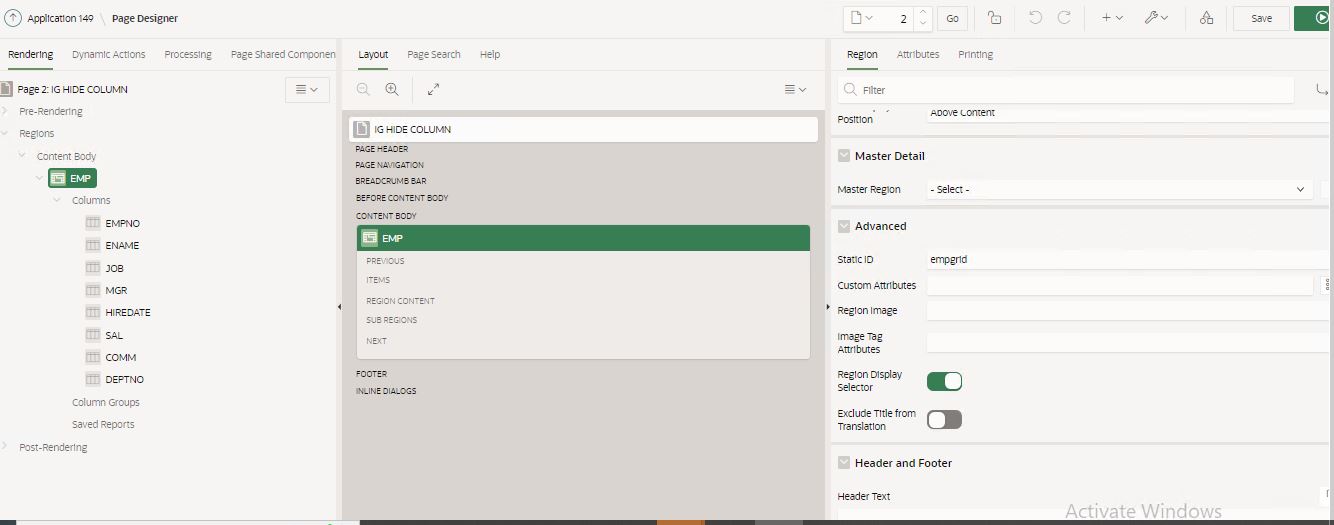 Application 149 \ Page Designer
2
Go
Save
Rendering Dynamic Actions Processing Page Shared Componen
Page 2: IG HIDE COLUMN
Pre-Rendering
Regions
Content Body
EMP
Columns
EMPNO
ENAME
JOB
MGR
HIREDATE
SAL
COMM
DEPTNO
Column Groups
Saved Reports
Post-Rendering
Layout Page Search Help
IG HIDE COLUMN
PAGE HEADER
PAGE NAVIGATION
BREADCRUMB BAR
BEFORE CONTENT BODY
CONTENT BODY
EMP
PREVIOUS
ITEMS
REGION CONTENT
SUB REGIONS
NEXT
FOOTER
INLINE DIALOGS
Region Attributes Printing
Filter
Position Above Content
Master Detail
Master Region - Select -
Advanced
Static ID empgrid
Custom Attributes
Region Image
Image Tag
Attributes
Region Display
Selector
Exclude Title from
Translation
Header and Footer
Header Text
Activate Windows